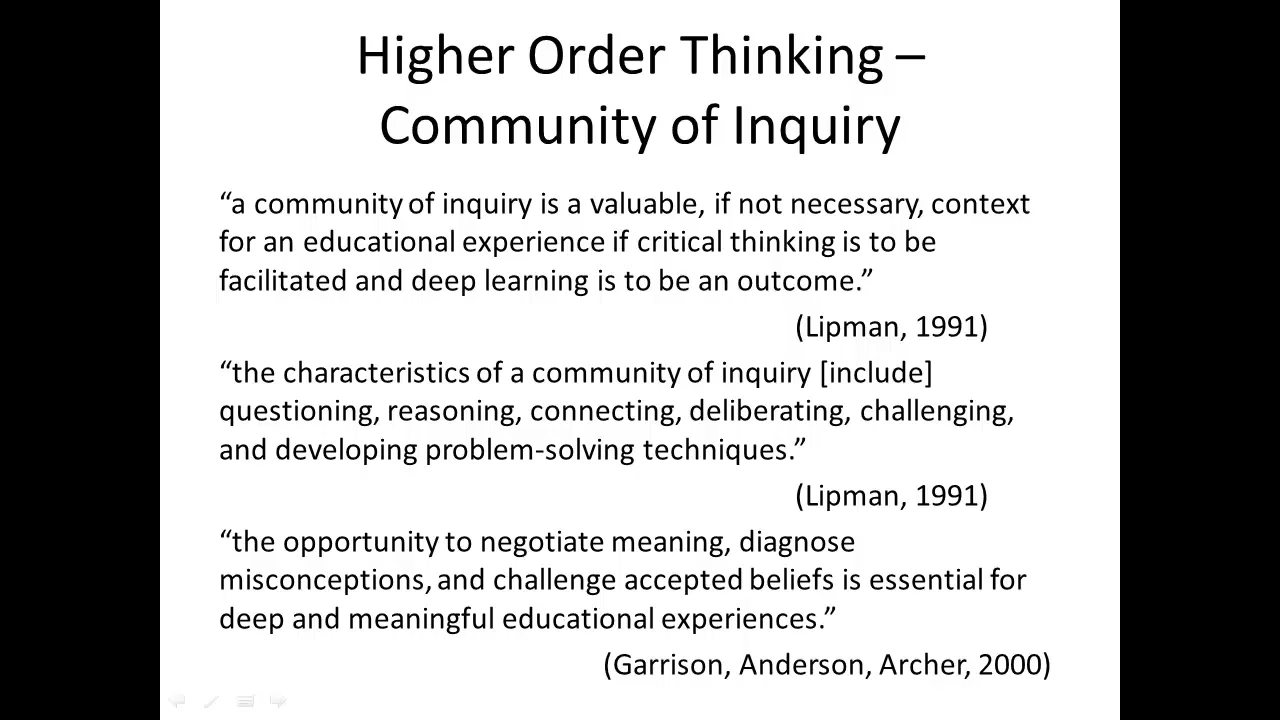 Higher Order Thinking –
Community of Inquiry
“a community of inquiry is a valuable, if not necessary, context
for an educational experience if critical thinking is to be
facilitated and deep learning is to be an outcome.”
(Lipman, 1991)
“the characteristics of a community of inquiry [include]
questioning, reasoning, connecting, deliberating, challenging,
and developing problem-solving techniques.”
(Lipman, 1991)
“the opportunity to negotiate meaning, diagnose
misconceptions, and challenge accepted beliefs is essential for
deep and meaningful educational experiences.”
(Garrison, Anderson, Archer, 2000)